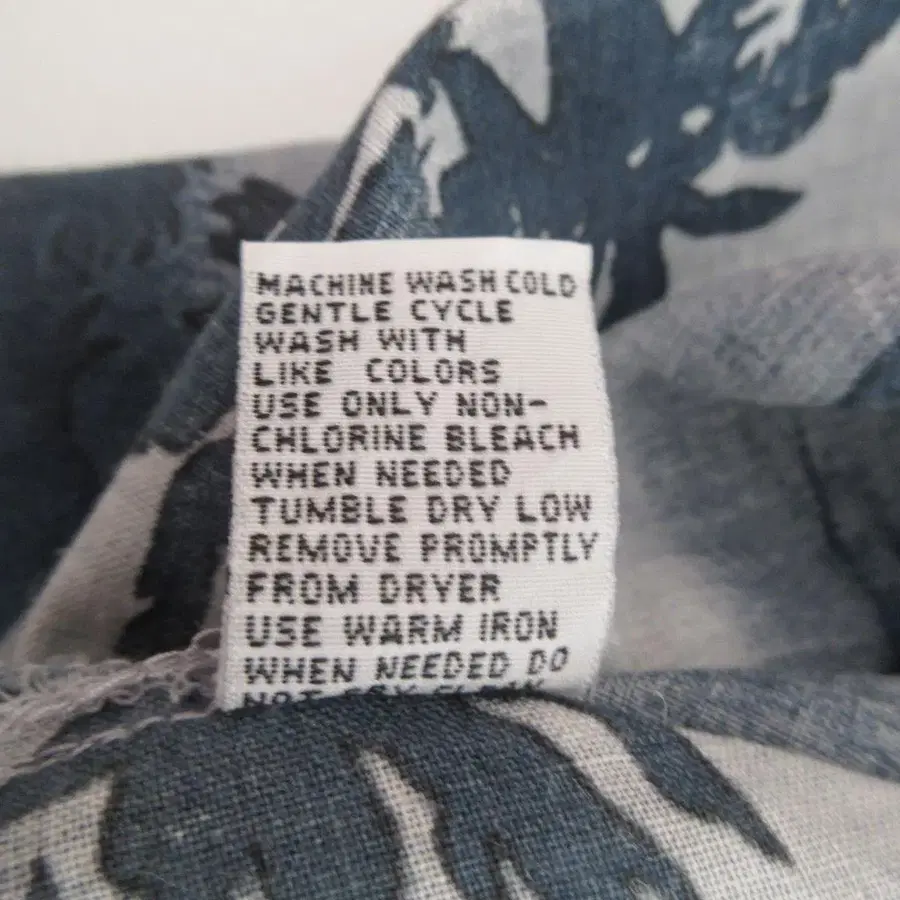 MACHINE WASH COLD
GENTLE CYCLE
WASH WITH
LIKE COLORS
USE ONLY NON-
CHLORINE BLEACH
WHEN NEEDED
TUMBLE DRY LOW
REMOVE PROMPTLY
FROM DRYER
USE WARM IRON
WHEN NEEDED DO
NOT